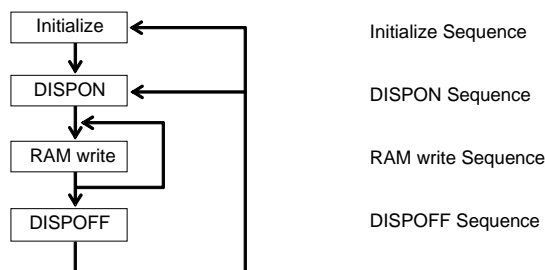 Initialize
Initialize Sequence
DISPON
DISPON Sequence
RAM write
RAM write Sequence
DISPOFF
DISPOFF Sequence